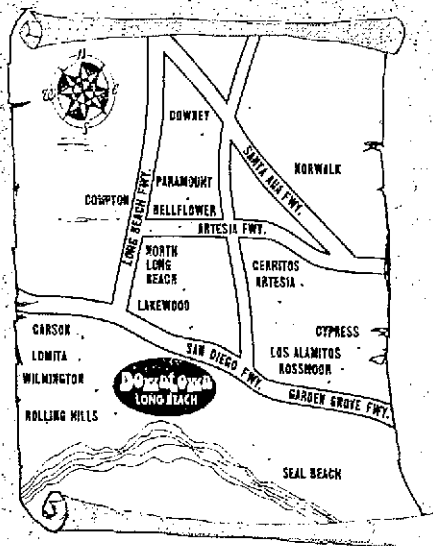 N
E
S
DOWNEY
SANTA ANA FWY.
NORWALK
LONG BEACH FWY.
PARAMOUNT
COMPTON
BELLFLOWER
ARTESIA FWY.
NORTH
LONG
BEACH
CERRITOS
ARTESIA
LAKEWOOD
CARSON
CYPRESS
SAN DIEGO FWY.
LOMITA
LOS ALAMITOS
ROSSMOOR
WILMINGTON
Downtown
LONG BEACH
GARDEN GROVE FWY.
ROLLING HILLS
SEAL BEACH